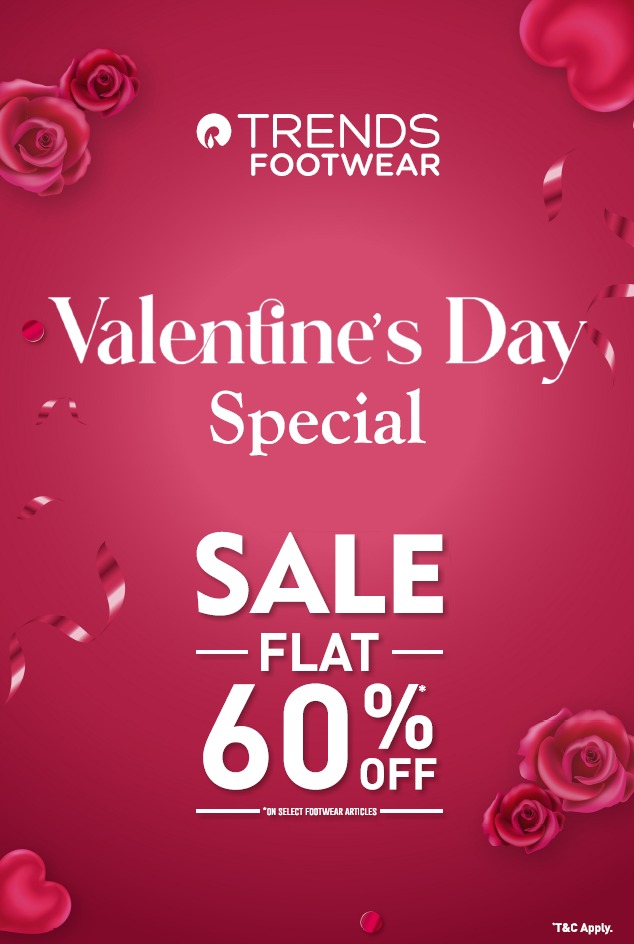 TRENDS
FOOTWEAR
Valentine's Day
Special
SALE
FLAT
60%*
OFF
*ON SELECT FOOTWEAR ARTICLES
*T&C Apply.